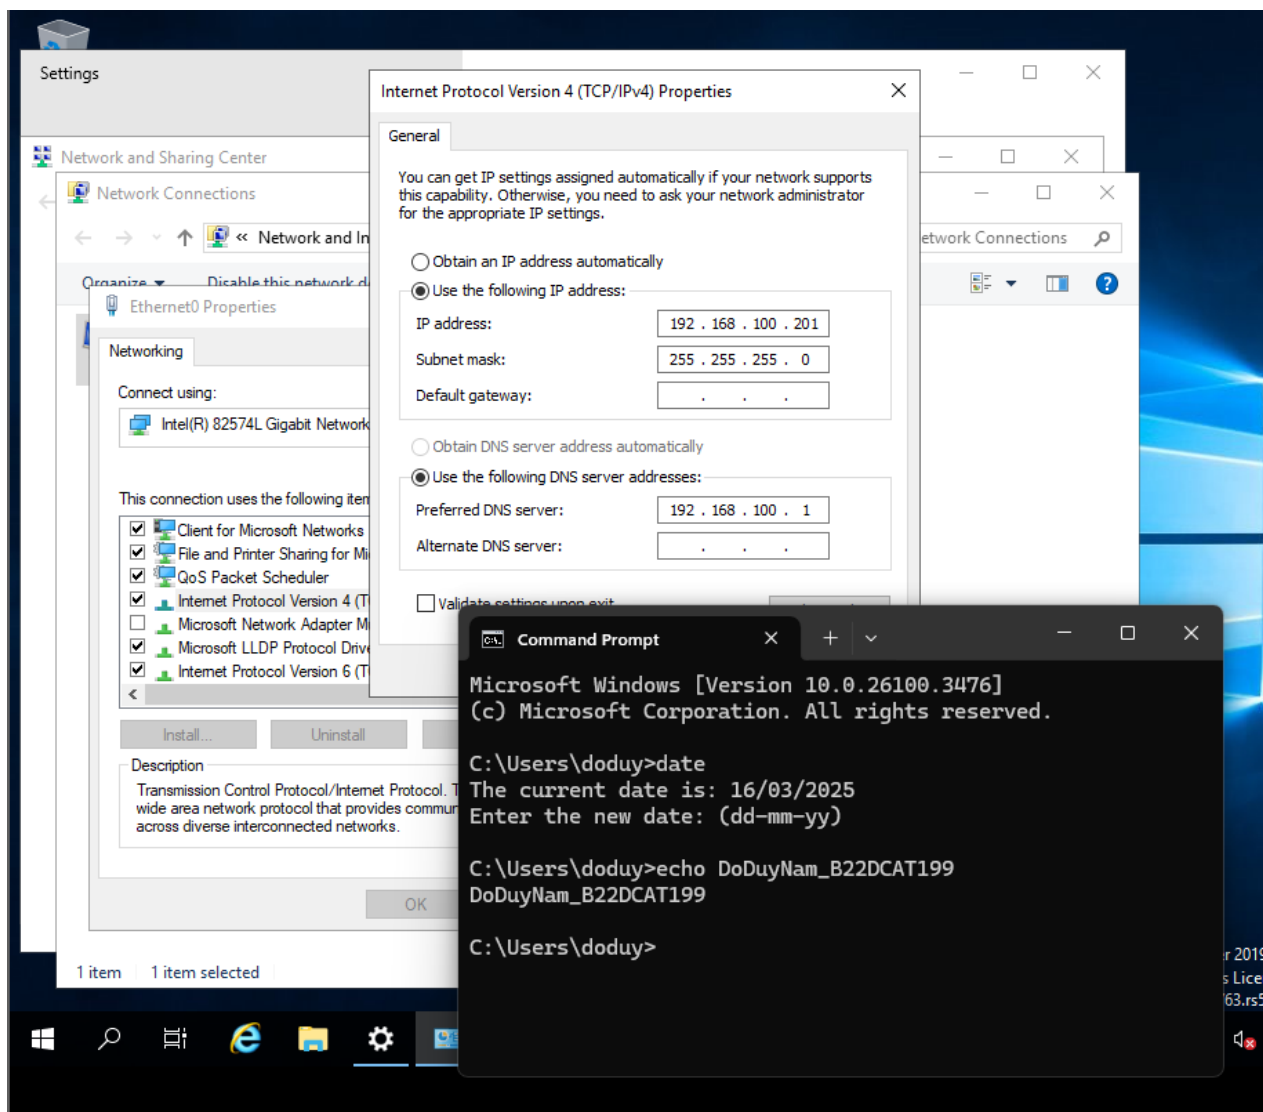 Settings
Internet Protocol Version 4 (TCP/IPv4) Properties
General
You can get IP settings assigned automatically if your network supports
this capability. Otherwise, you need to ask your network administrator
for the appropriate IP settings.
Obtain an IP address automatically
Use the following IP address:
IP address: 192 . 168 . 100 . 201
Subnet mask: 255 . 255 . 255 . 0
Default gateway: . . .
Obtain DNS server address automatically
Use the following DNS server addresses:
Preferred DNS server: 192 . 168 . 100 . 1
Alternate DNS server: . . .
Validate settings upon exit
Network and Sharing Center
Network Connections
« Network and In
etwork Connections
Organize Disable this network d
Ethernet0 Properties
Networking
Connect using:
Intel(R) 82574L Gigabit Network
This connection uses the following iten
Client for Microsoft Networks
File and Printer Sharing for Mi
QoS Packet Scheduler
Internet Protocol Version 4 (T
Microsoft Network Adapter M
Microsoft LLDP Protocol Drive
Internet Protocol Version 6 (T
Install... Uninstall
Description
Transmission Control Protocol/Internet Protocol. T
wide area network protocol that provides commun
across diverse interconnected networks.
OK
1 item 1 item selected
Command Prompt
Microsoft Windows [Version 10.0.26100.3476]
(c) Microsoft Corporation. All rights reserved.
C:\Users\doduy>date
The current date is: 16/03/2025
Enter the new date: (dd-mm-yy)
C:\Users\doduy>echo DoDuyNam_B22DCAT199
DoDuyNam_B22DCAT199
C:\Users\doduy>
r 2019
s Lice
63.rs5